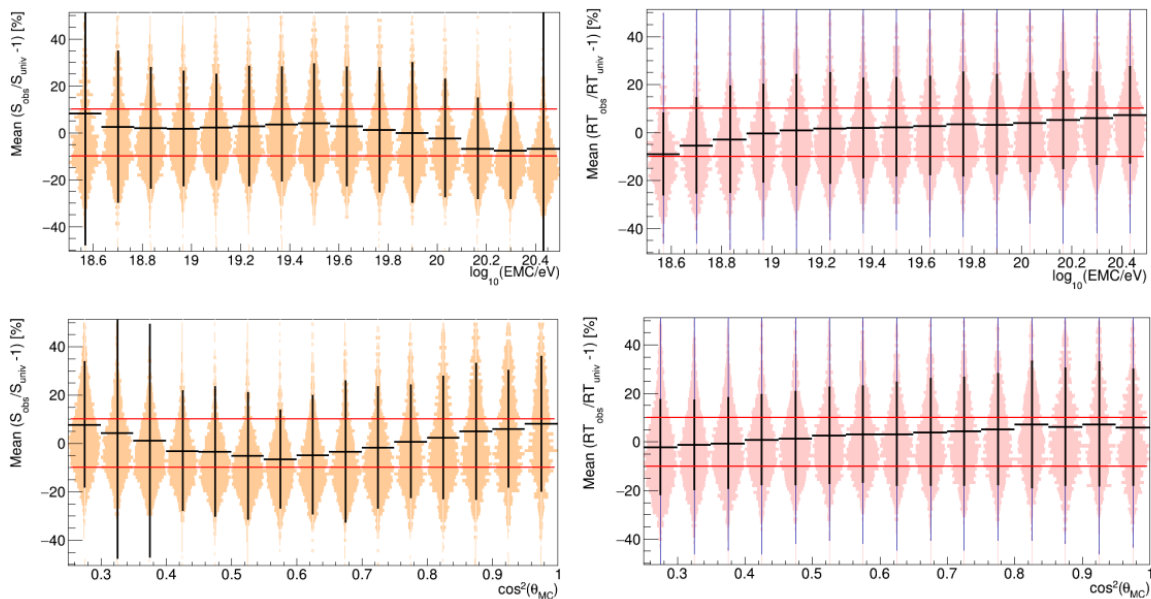 Mean (S_obs/S_univ -1) [%]
40
20
0
−20
−40
18.6 18.8 19 19.2 19.4 19.6 19.8 20 20.2 20.4
log10(EMC/eV)
Mean (RT_obs/RT_univ -1) [%]
40
20
0
−20
−40
18.6 18.8 19 19.2 19.4 19.6 19.8 20 20.2 20.4
log10(EMC/eV)
Mean (S_obs/S_univ -1) [%]
40
20
0
−20
−40
0.3 0.4 0.5 0.6 0.7 0.8 0.9 1
cos²(θMC)
Mean (RT_obs/RT_univ -1) [%]
40
20
0
−20
−40
0.3 0.4 0.5 0.6 0.7 0.8 0.9 1
cos²(θMC)